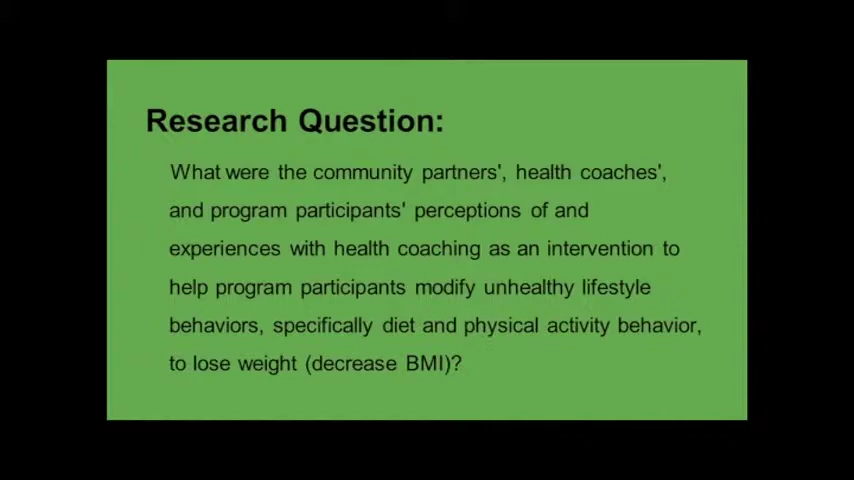 Research Question:
What were the community partners', health coaches',
and program participants' perceptions of and
experiences with health coaching as an intervention to
help program participants modify unhealthy lifestyle
behaviors, specifically diet and physical activity behavior,
to lose weight (decrease BMI)?